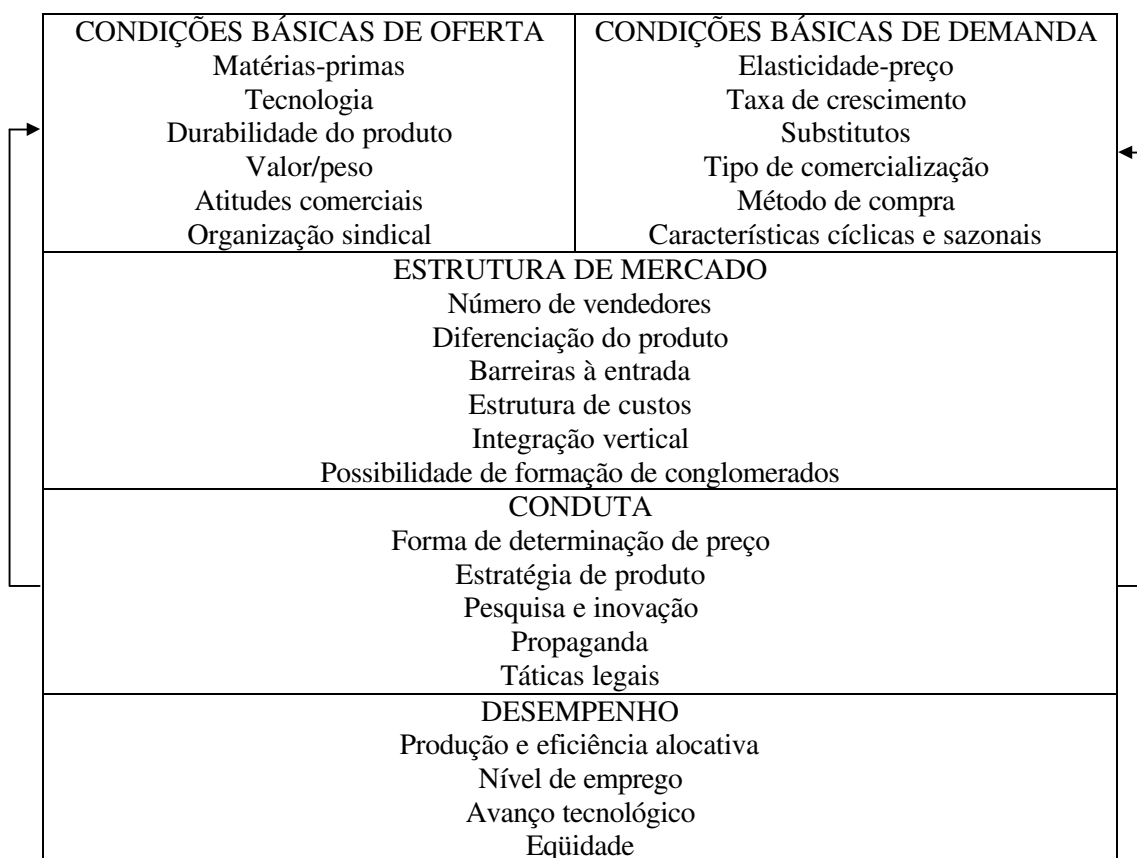 CONDIÇÕES BÁSICAS DE OFERTA
Matérias-primas
Tecnologia
Durabilidade do produto
Valor/peso
Atitudes comerciais
Organização sindical
CONDIÇÕES BÁSICAS DE DEMANDA
Elasticidade-preço
Taxa de crescimento
Substitutos
Tipo de comercialização
Método de compra
Características cíclicas e sazonais
ESTRUTURA DE MERCADO
Número de vendedores
Diferenciação do produto
Barreiras à entrada
Estrutura de custos
Integração vertical
Possibilidade de formação de conglomerados
CONDUTA
Forma de determinação de preço
Estratégia de produto
Pesquisa e inovação
Propaganda
Táticas legais
DESEMPENHO
Produção e eficiência alocativa
Nível de emprego
Avanço tecnológico
Eqüidade